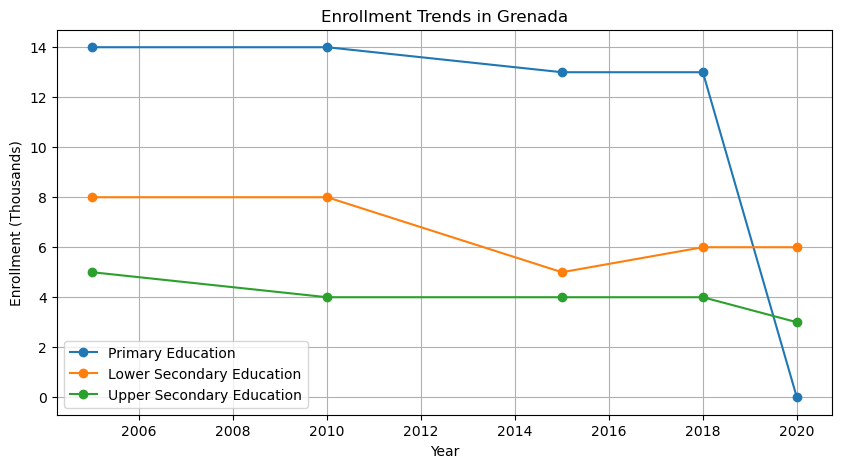 Enrollment Trends in Grenada
Enrollment (Thousands)
14
12
10
8
6
4
2
0
Primary Education
Lower Secondary Education
Upper Secondary Education
2006 2008 2010 2012 2014 2016 2018 2020
Year